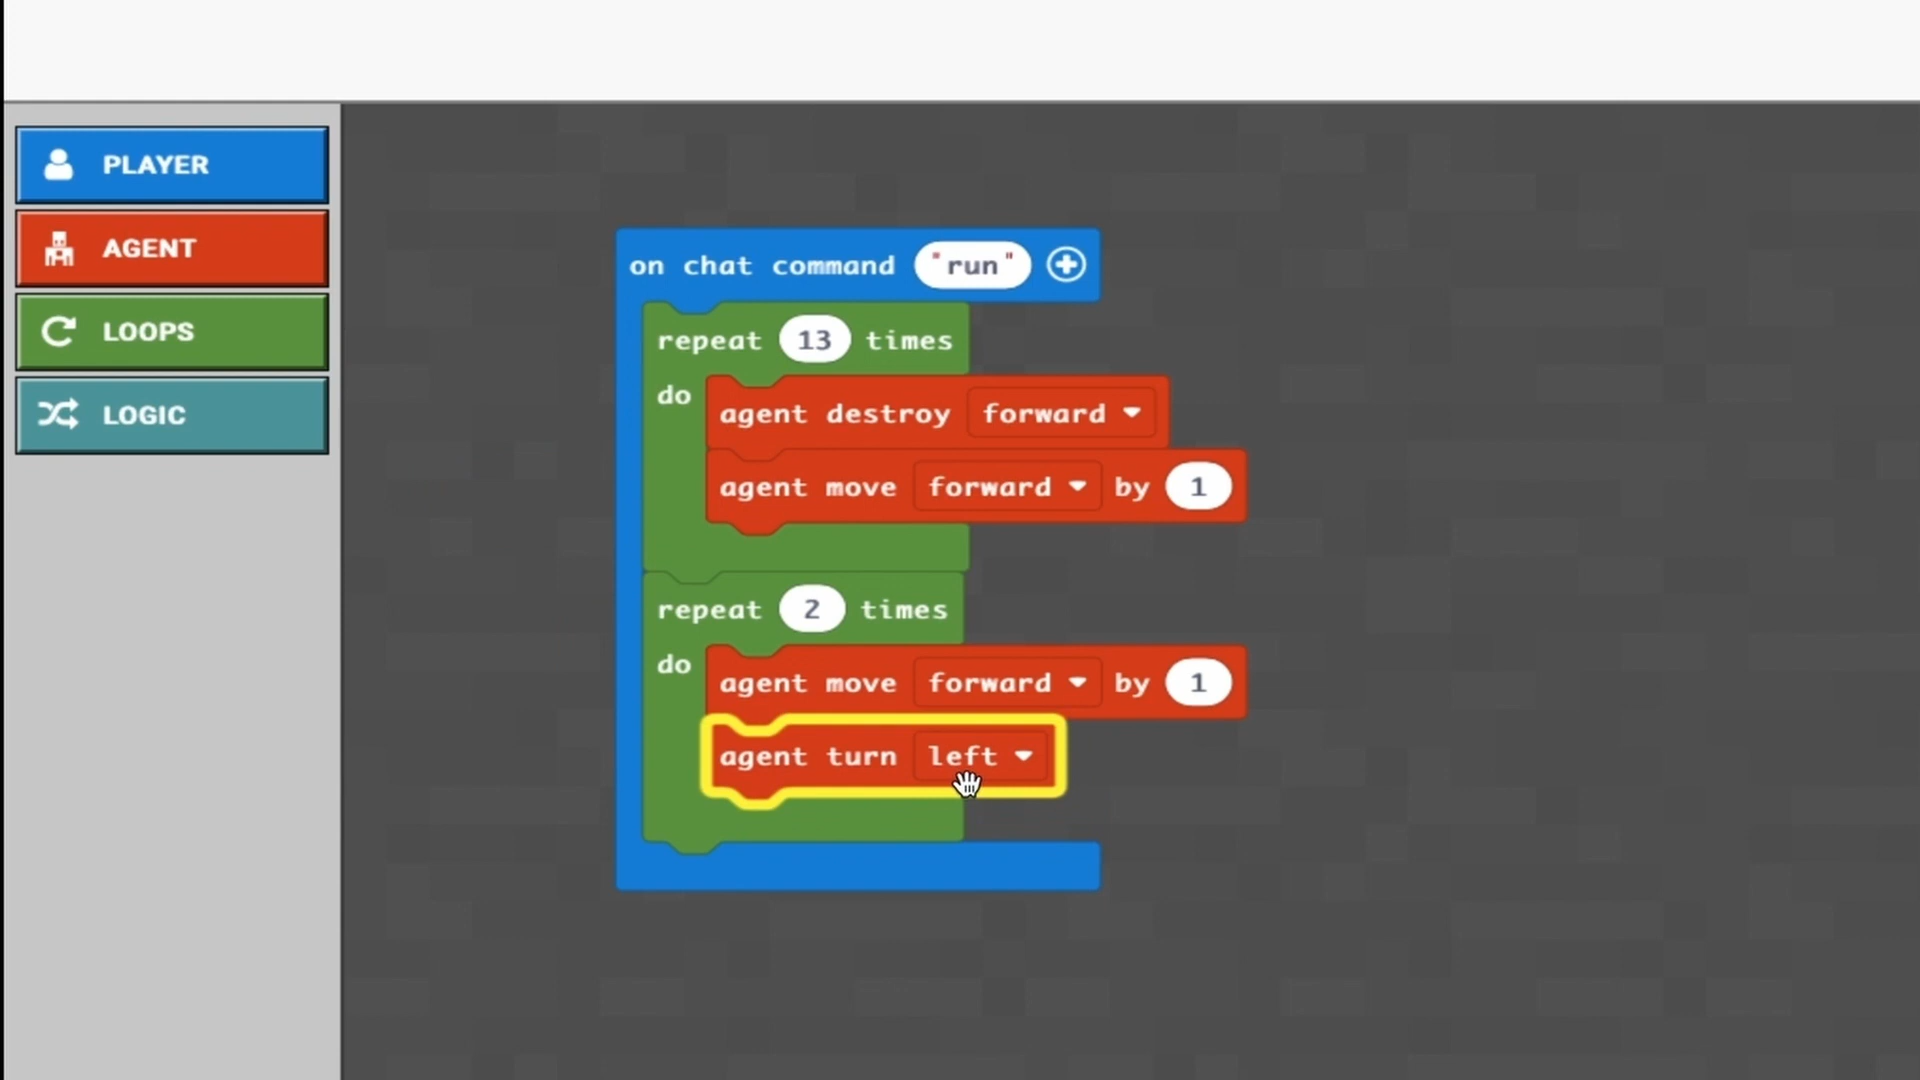 PLAYER
AGENT
LOOPS
LOGIC
on chat command "run"
repeat 13 times
do
agent destroy forward
agent move forward by 1
repeat 2 times
do
agent move forward by 1
agent turn left